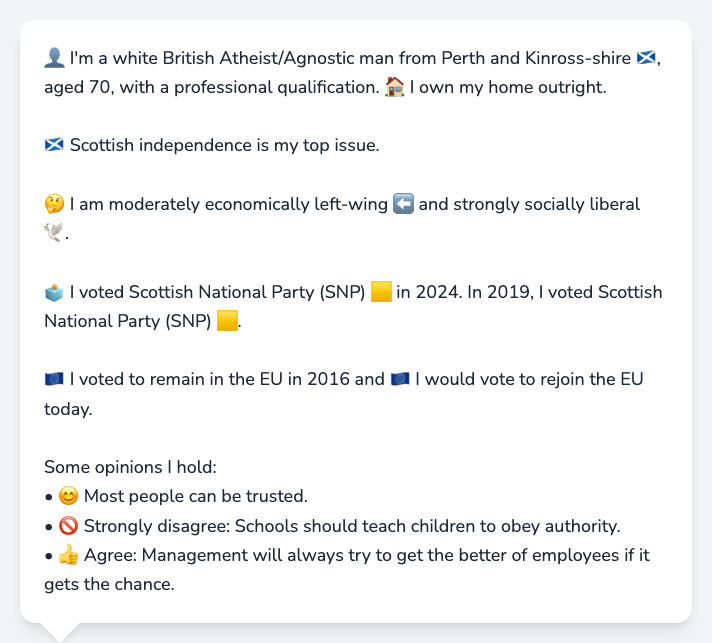 👤 I'm a white British Atheist/Agnostic man from Perth and Kinross-shire 🏴󠁧󠁢󠁳󠁣󠁴󠁿,
aged 70, with a professional qualification. 🏠 I own my home outright.
🏴󠁧󠁢󠁳󠁣󠁴󠁿 Scottish independence is my top issue.
🤔 I am moderately economically left-wing ⬅️ and strongly socially liberal
🕊️.
🗳️ I voted Scottish National Party (SNP) 🟨 in 2024. In 2019, I voted Scottish
National Party (SNP) 🟨.
🇪🇺 I voted to remain in the EU in 2016 and 🇪🇺 I would vote to rejoin the EU
today.
Some opinions I hold:
• 😊 Most people can be trusted.
• 🚫 Strongly disagree: Schools should teach children to obey authority.
• 👍 Agree: Management will always try to get the better of employees if it
gets the chance.